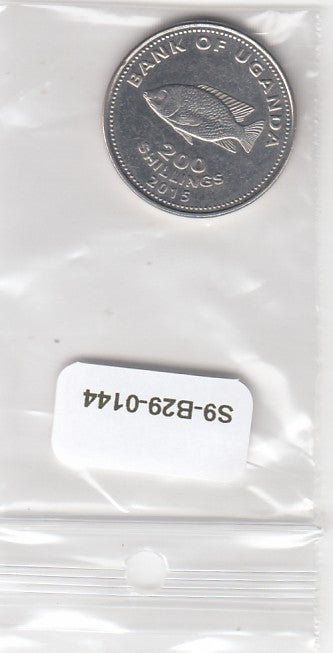 BANK OF UGANDA
200
SHILLINGS
2015
S9-B29-0144